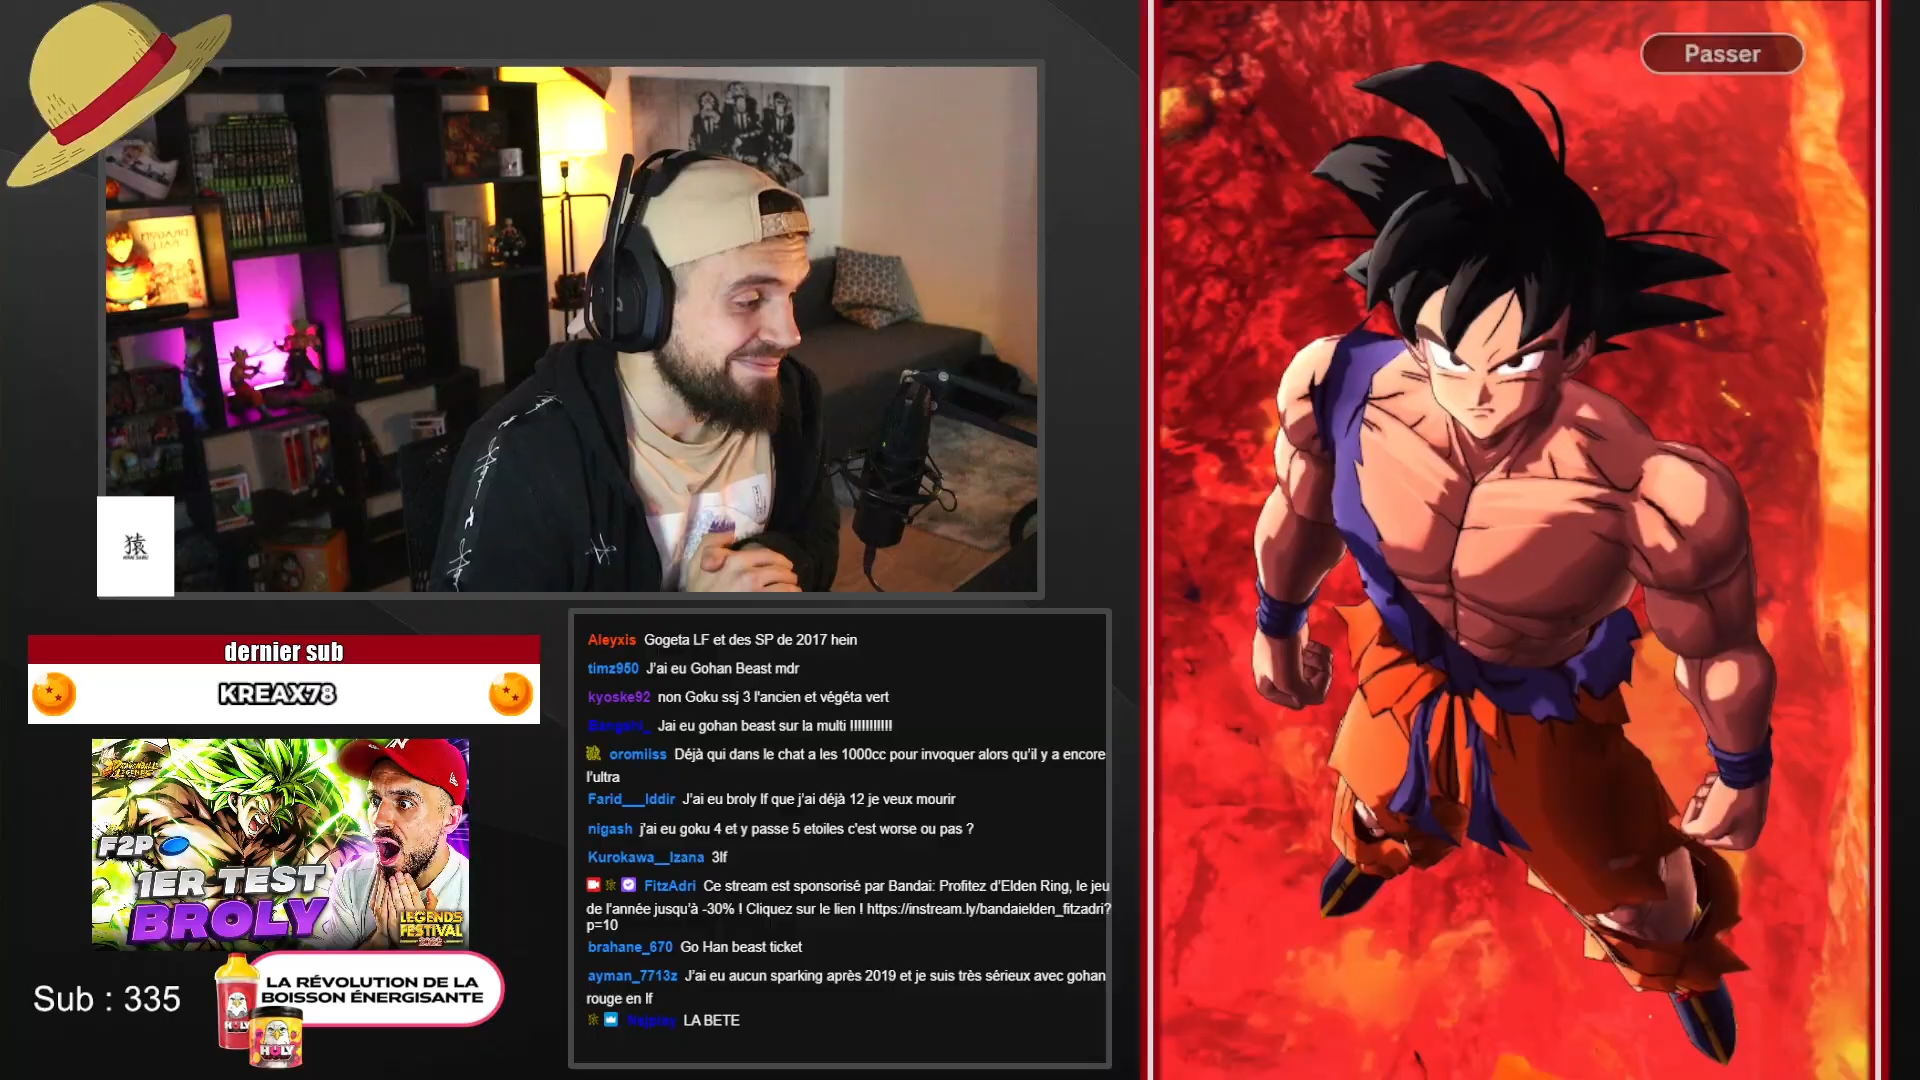 Passer
猿
dernier sub
KREAX78
Aleyxis Gogeta LF et des SP de 2017 hein
timz950 J'ai eu Gohan Beast mdr
kyoske92 non Goku ssj 3 l'ancien et végéta vert
Jai eu gohan beast sur la multi !!!!!!!!!!!
oromiiss Déjà qui dans le chat a les 1000cc pour invoquer alors qu'il y a encore
l'ultra
Farid___Iddir J'ai eu broly lf que j'ai déjà 12 je veux mourir
nigash j'ai eu goku 4 et y passe 5 etoiles c'est worse ou pas ?
Kurokawa__Izana 3lf
FitzAdri Ce stream est sponsorisé par Bandai: Profitez d'Elden Ring, le jeu
de l'année jusqu'à -30% ! Cliquez sur le lien ! https://instream.ly/bandaielden_fitzadri?
p=10
brahane_670 Go Han beast ticket
ayman_7713z J'ai eu aucun sparking après 2019 et je suis très sérieux avec gohan
rouge en lf
LA BETE
F2P
1ER TEST
BROLY
LEGENDS
FESTIVAL
2022
Sub : 335
LA RÉVOLUTION DE LA
BOISSON ÉNERGISANTE
HOLY